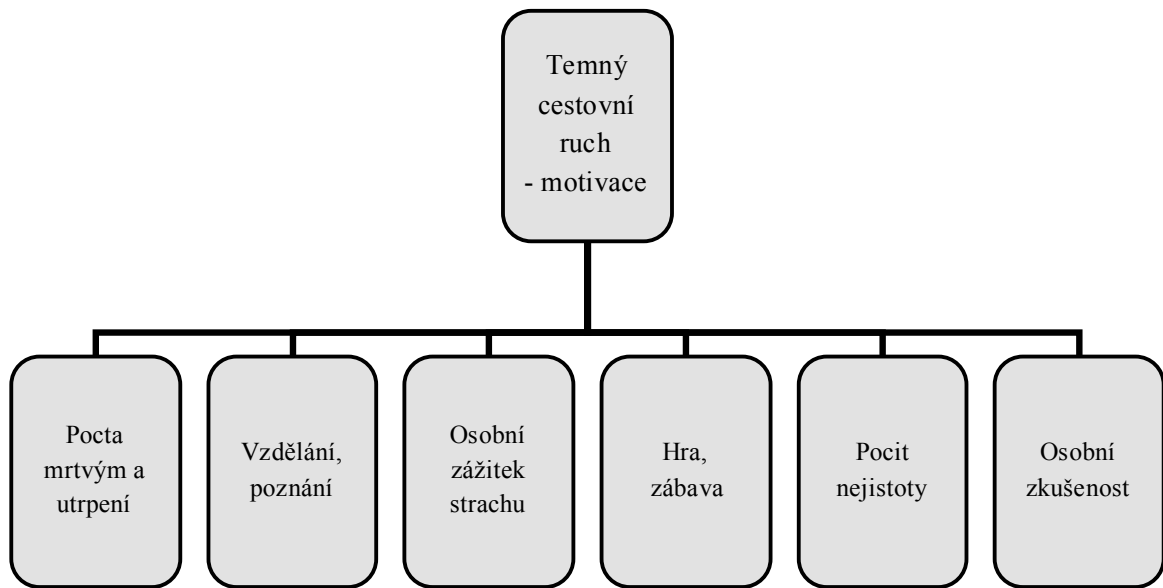 Temný
cestovní
ruch
- motivace
Pocta
mrtvým a
utrpení
Vzdělání,
poznání
Osobní
zážitek
strachu
Hra,
zábava
Pocit
nejistoty
Osobní
zkušenost